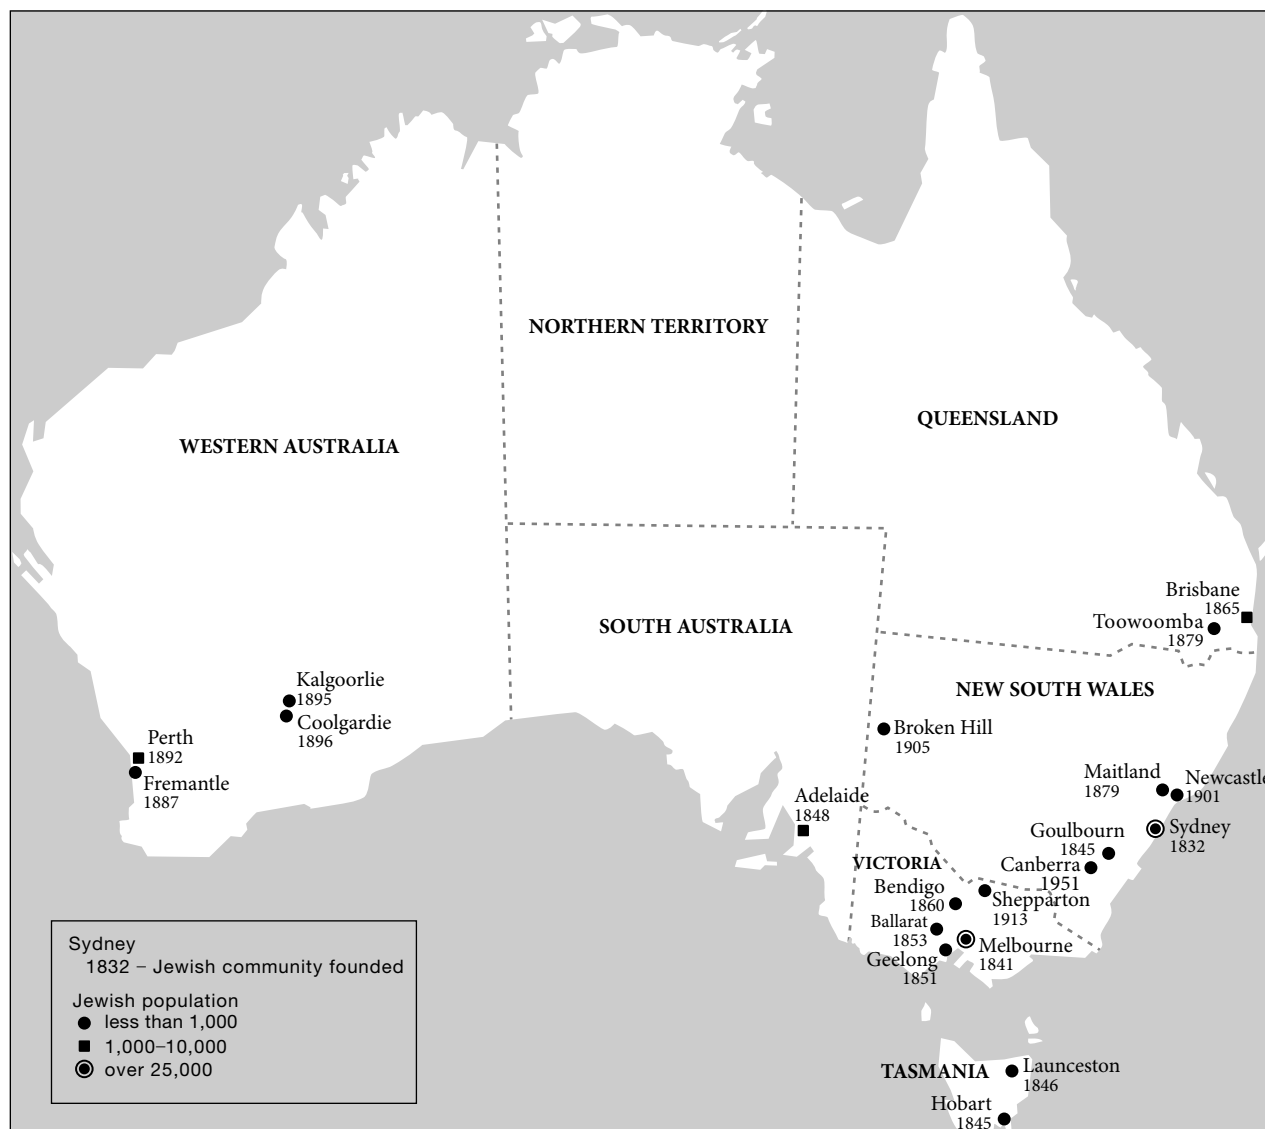 NORTHERN TERRITORY
QUEENSLAND
WESTERN AUSTRALIA
Brisbane
1865
Toowoomba
1879
SOUTH AUSTRALIA
Kalgoorlie
1895
Coolgardie
1896
NEW SOUTH WALES
Broken Hill
1905
Perth
1892
Fremantle
1887
Maitland
1879
Newcastle
1901
Adelaide
1848
Goulbourn
1845
Sydney
1832
Canberra
1951
VICTORIA
Bendigo
1860
Shepparton
1913
Ballarat
1853
Melbourne
1841
Geelong
1851
Sydney
1832 – Jewish community founded
Jewish population
less than 1,000
1,000–10,000
over 25,000
TASMANIA
Launceston
1846
Hobart
1845